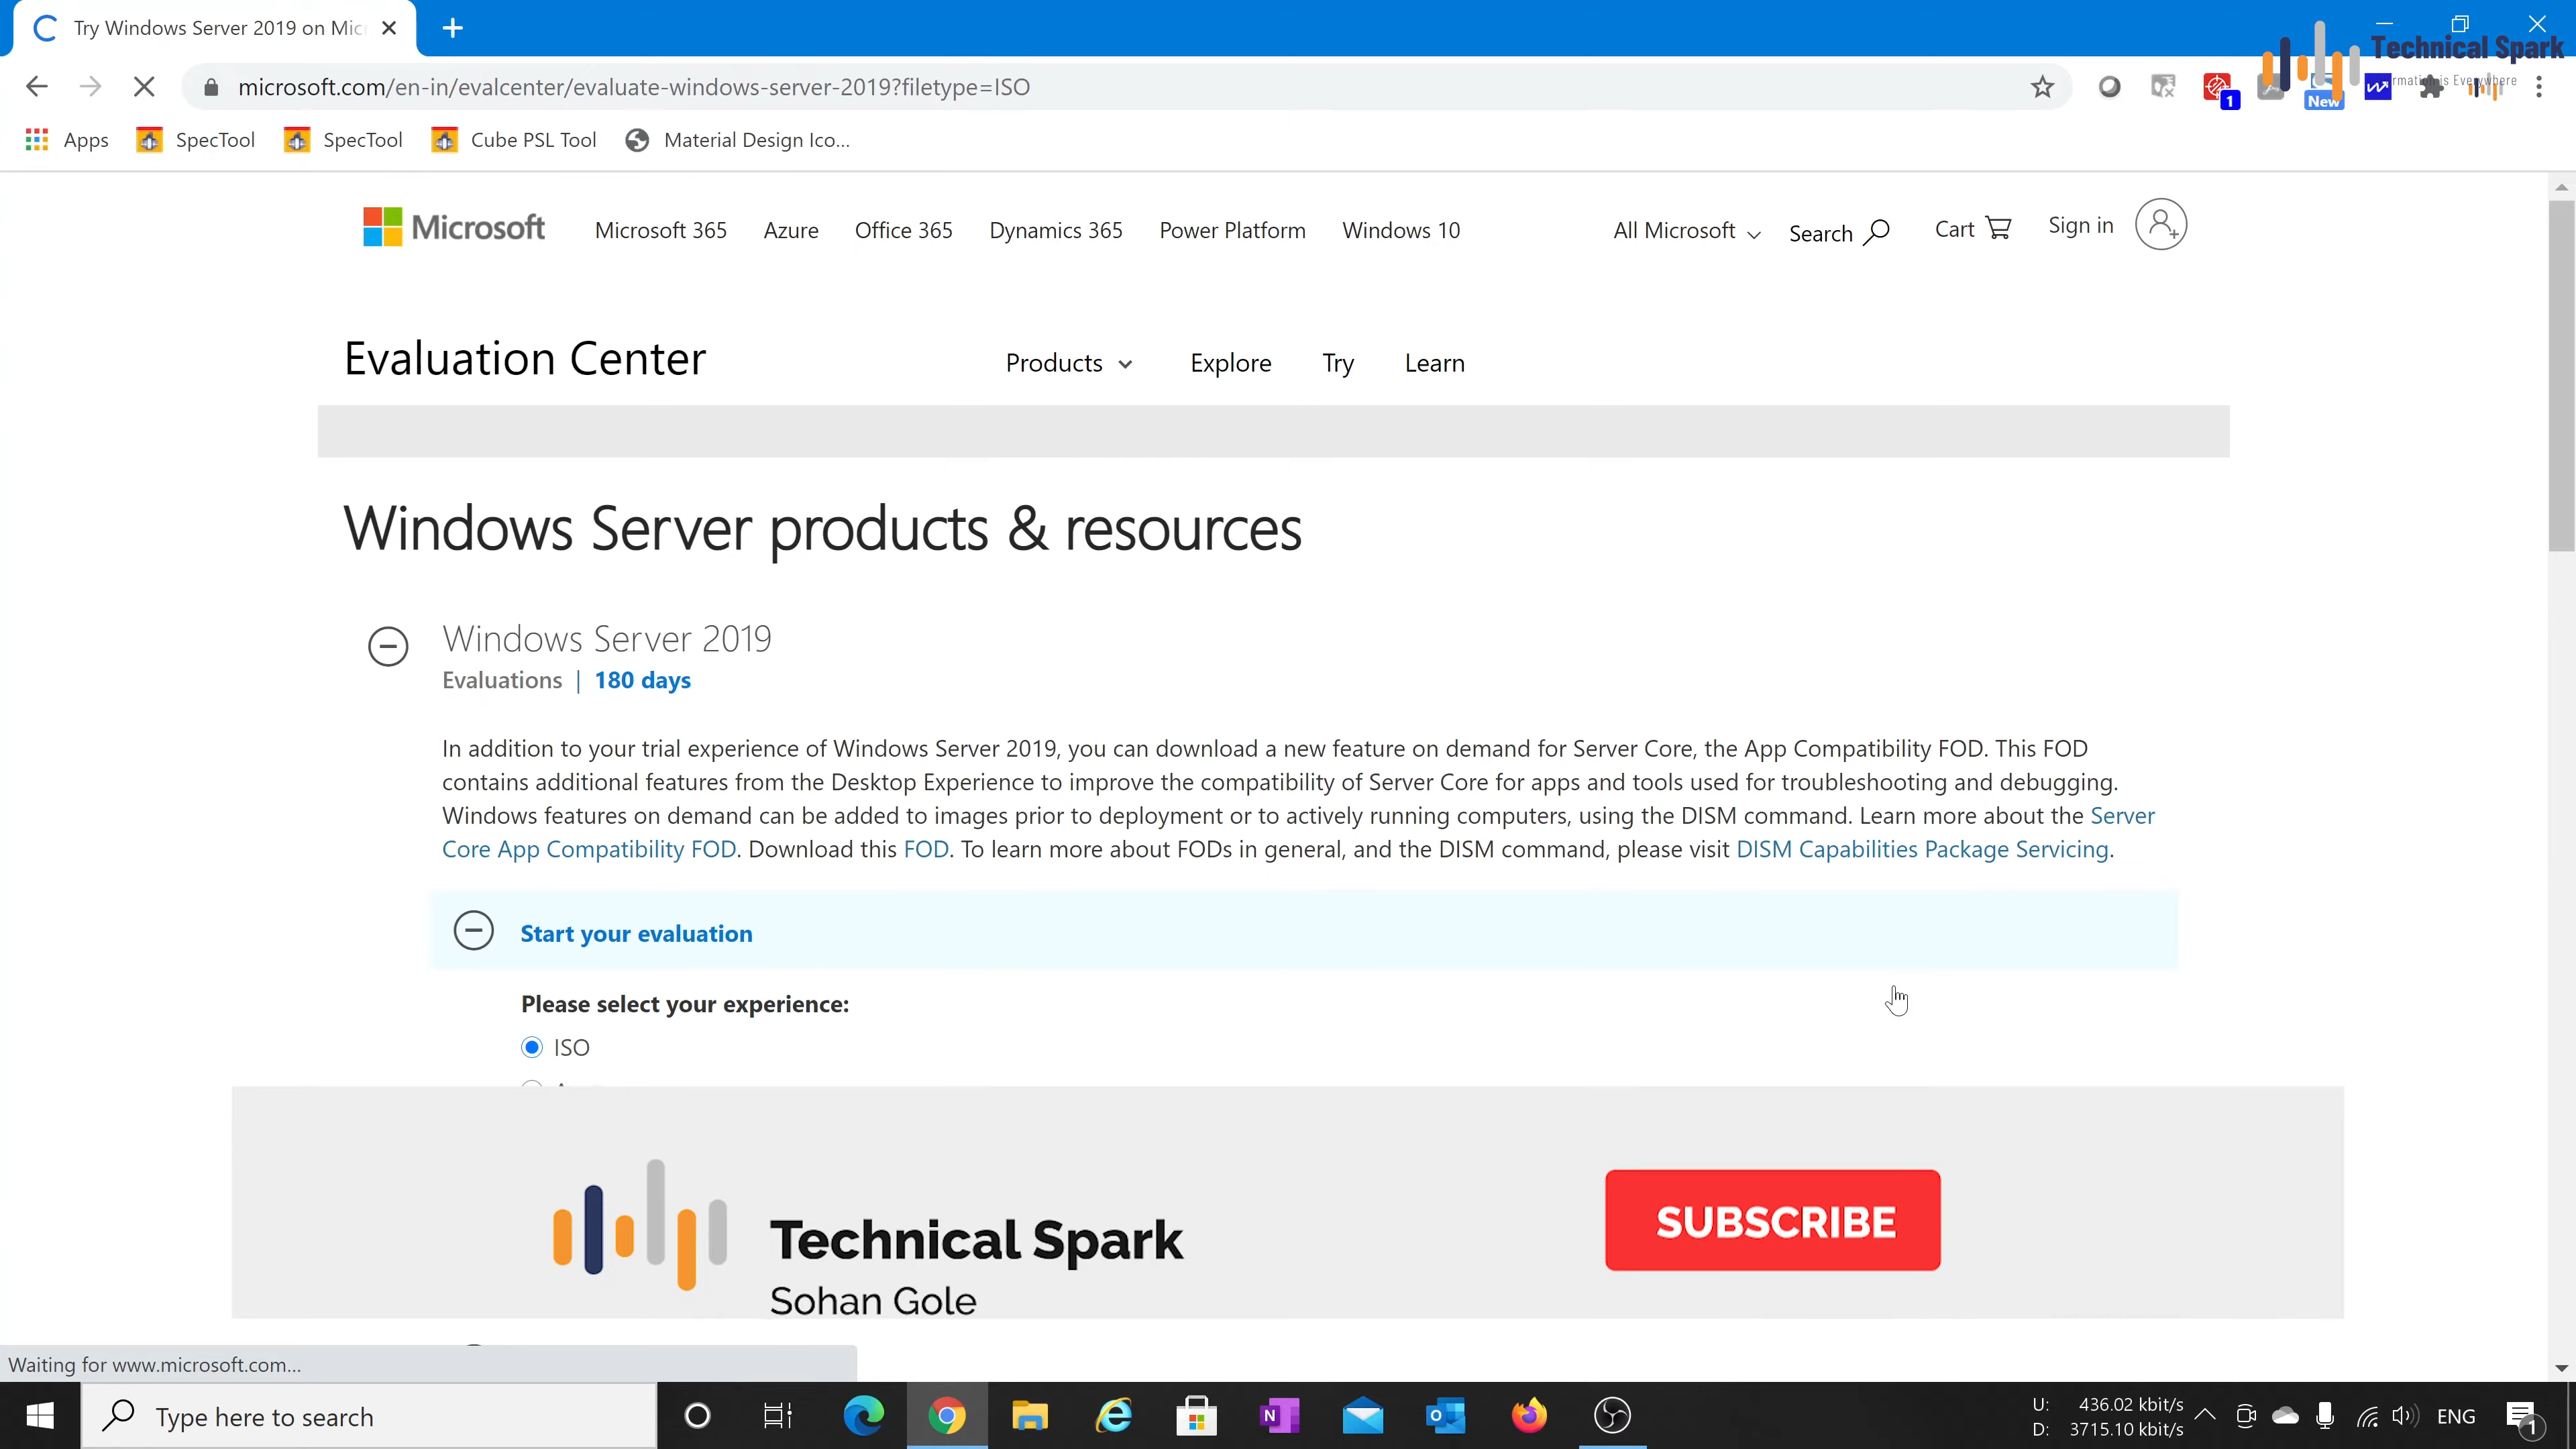 Try Windows Server 2019 on Mic
Technical Spark
rmation is Everywhere
microsoft.com/en-in/evalcenter/evaluate-windows-server-2019?filetype=ISO
1
New
Apps
SpecTool
SpecTool
Cube PSL Tool
Material Design Ico...
Microsoft
Microsoft 365
Azure
Office 365
Dynamics 365
Power Platform
Windows 10
All Microsoft
Search
Cart
Sign in
Evaluation Center
Products
Explore
Try
Learn
Windows Server products & resources
Windows Server 2019
Evaluations | 180 days
In addition to your trial experience of Windows Server 2019, you can download a new feature on demand for Server Core, the App Compatibility FOD. This FOD
contains additional features from the Desktop Experience to improve the compatibility of Server Core for apps and tools used for troubleshooting and debugging.
Windows features on demand can be added to images prior to deployment or to actively running computers, using the DISM command. Learn more about the Server
Core App Compatibility FOD. Download this FOD. To learn more about FODs in general, and the DISM command, please visit DISM Capabilities Package Servicing.
Start your evaluation
Please select your experience:
ISO
Technical Spark
Sohan Gole
SUBSCRIBE
Waiting for www.microsoft.com...
Type here to search
U: 436.02 kbit/s
D: 3715.10 kbit/s
ENG
1